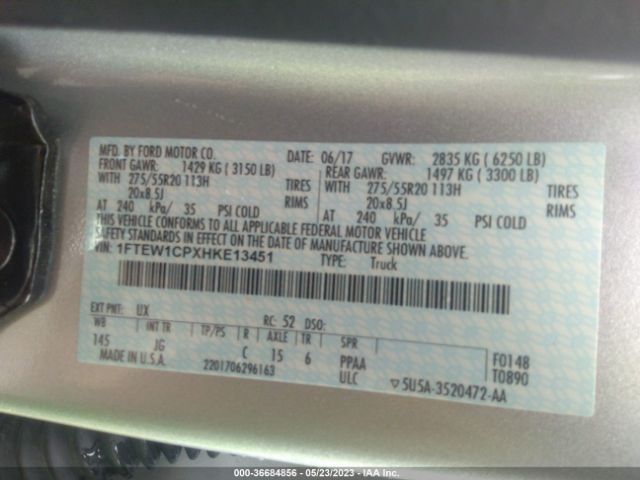 MFD. BY FORD MOTOR CO. DATE: 06/17 GVWR: 2835 KG ( 6250 LB)
FRONT GAWR: 1429 KG ( 3150 LB) REAR GAWR: 1497 KG ( 3300 LB)
WITH 275/55R20 113H TIRES WITH 275/55R20 113H TIRES
20x8.5J RIMS 20x8.5J RIMS
AT 240 kPa/ 35 PSI COLD AT 240 kPa/ 35 PSI COLD
THIS VEHICLE CONFORMS TO ALL APPLICABLE FEDERAL MOTOR VEHICLE
SAFETY STANDARDS IN EFFECT ON THE DATE OF MANUFACTURE SHOWN ABOVE.
VIN: 1FTEW1CPXHKE13451 TYPE: Truck
EXT PNT: UX RC: 52 DSO:
WB INT TR TP/PS R AXLE TR SPR
145 JG C 15 6 PPAA F0148
MADE IN U.S.A. 2201706296163 ULC T0890
▽5U5A-3520472-AA
000-36684856 - 05/23/2023 - IAA Inc.